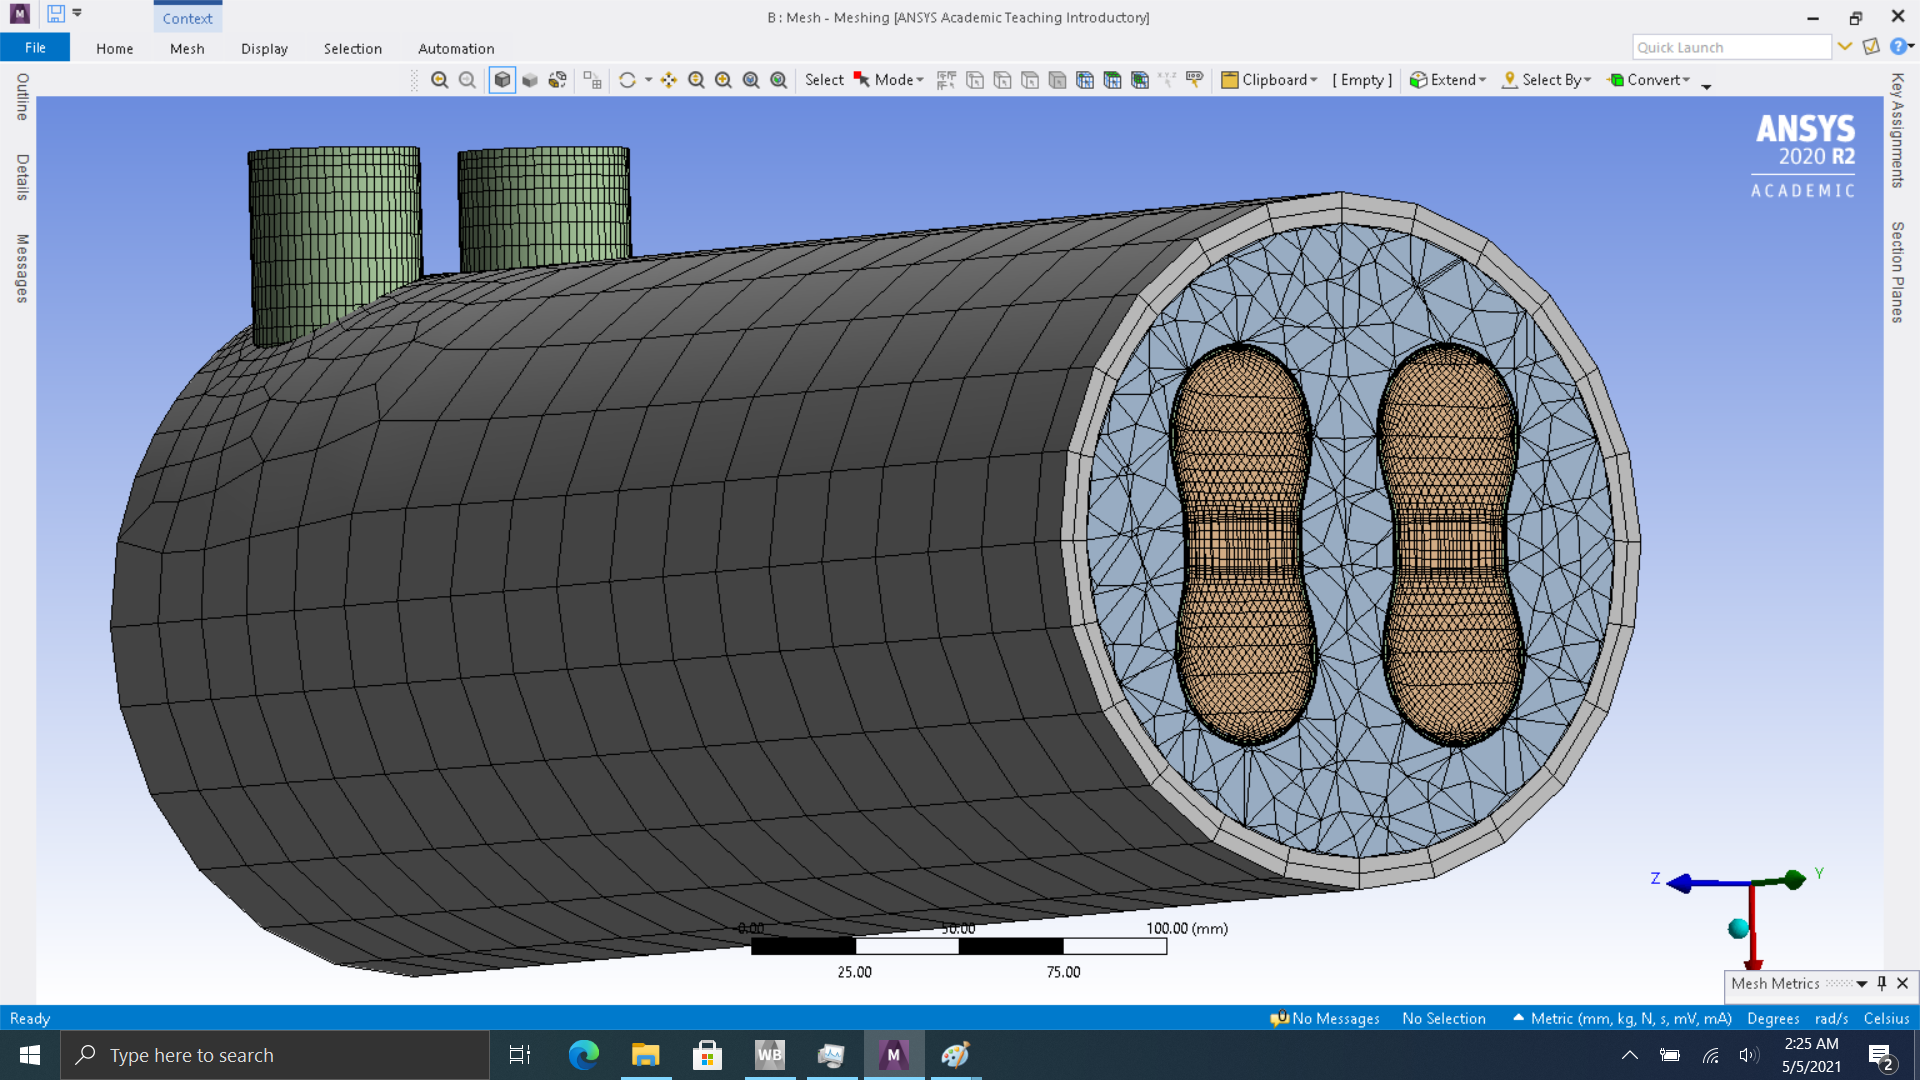 M
Context
B : Mesh - Meshing [ANSYS Academic Teaching Introductory]
File
Home
Mesh
Display
Selection
Automation
Quick Launch
Select
Mode
Clipboard
[ Empty ]
Extend
Select By
Convert
Outline
Details
Messages
Key Assignments
Section Planes
ANSYS
2020 R2
ACADEMIC
Z
Y
0.00
50.00
100.00 (mm)
25.00
75.00
Mesh Metrics
Ready
0
No Messages
No Selection
Metric (mm, kg, N, s, mV, mA)
Degrees
rad/s
Celsius
Type here to search
WB
M
2:25 AM
5/5/2021
2